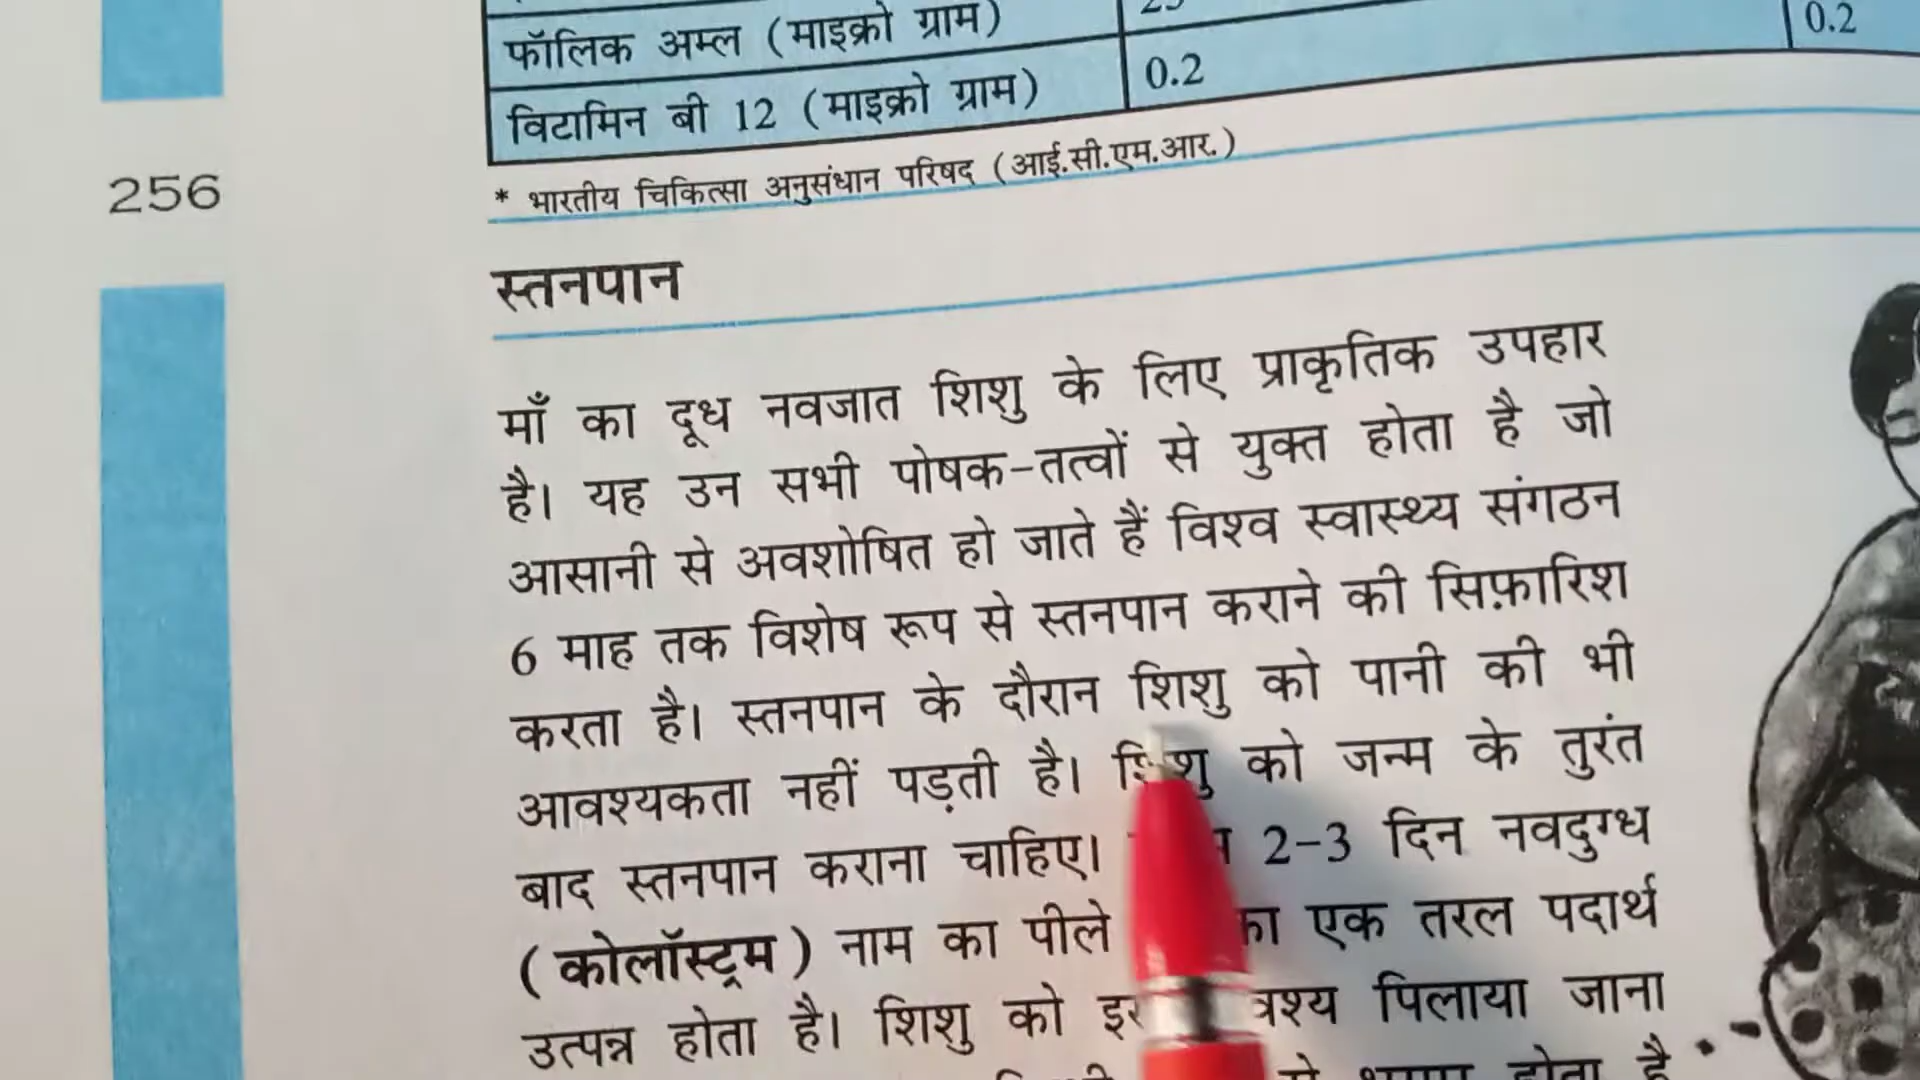 फॉलिक अम्ल (माइक्रो ग्राम)
0.2
विटामिन बी 12 (माइक्रो ग्राम) 0.2
* भारतीय चिकित्सा अनुसंधान परिषद (आई.सी.एम.आर.)
256
स्तनपान
माँ का दूध नवजात शिशु के लिए प्राकृतिक उपहार
है। यह उन सभी पोषक-तत्वों से युक्त होता है जो
आसानी से अवशोषित हो जाते हैं विश्व स्वास्थ्य संगठन
6 माह तक विशेष रूप से स्तनपान कराने की सिफ़ारिश
करता है। स्तनपान के दौरान शिशु को पानी की भी
आवश्यकता नहीं पड़ती है। शिशु को जन्म के तुरंत
बाद स्तनपान कराना चाहिए। 2-3 दिन नवदुग्ध
(कोलॉस्ट्रम) नाम का पीले एक तरल पदार्थ
उत्पन्न होता है। शिशु को पिलाया जाना
होता है